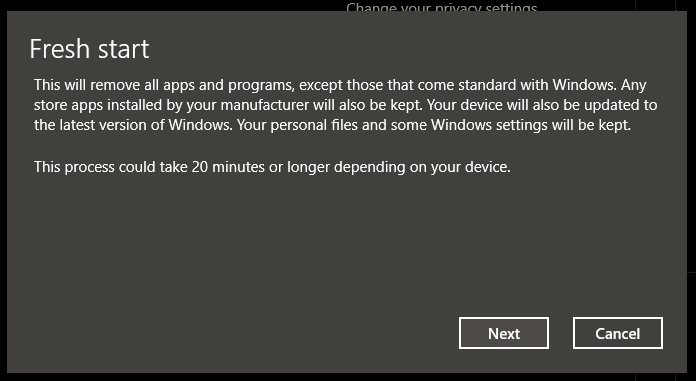 Change your privacy settings
Fresh start
This will remove all apps and programs, except those that come standard with Windows. Any
store apps installed by your manufacturer will also be kept. Your device will also be updated to
the latest version of Windows. Your personal files and some Windows settings will be kept.
This process could take 20 minutes or longer depending on your device.
Next
Cancel